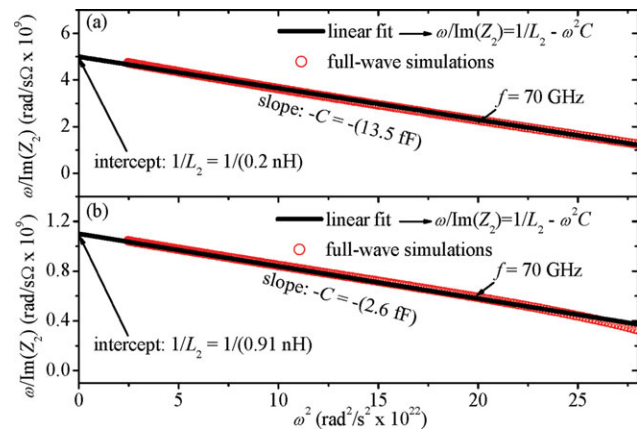 (a)
linear fit → ω/Im(Z₂)=1/L₂ - ω²C
full-wave simulations
f = 70 GHz
slope: -C = -(13.5 fF)
intercept: 1/L₂ = 1/(0.2 nH)
ω/Im(Z₂) (rad/sΩ x 10⁹)
6
4
2
0
(b)
linear fit → ω/Im(Z₂)=1/L₂ - ω²C
full-wave simulations
f = 70 GHz
slope: -C = -(2.6 fF)
intercept: 1/L₂ = 1/(0.91 nH)
ω/Im(Z₂) (rad/sΩ x 10⁹)
1.2
0.8
0.4
0.0
0 5 10 15 20 25
ω² (rad²/s² x 10²²)